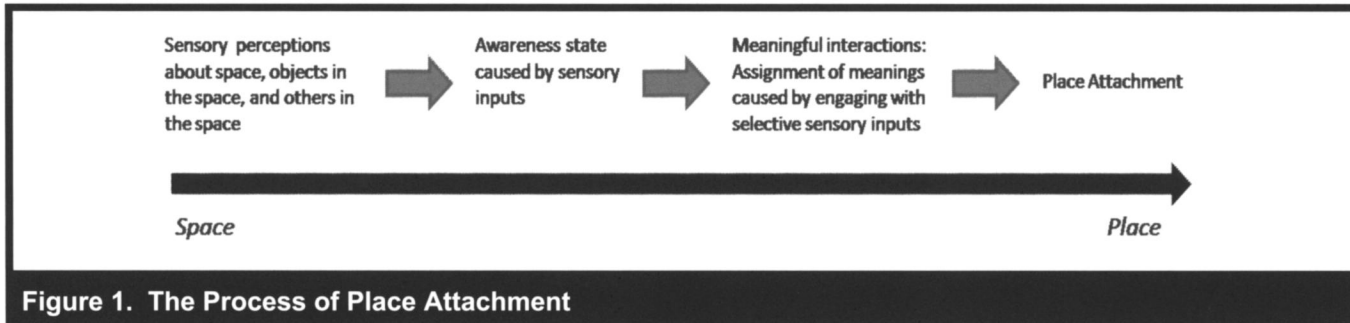 Sensory perceptions
about space, objects in
the space, and others in
the space
Awareness state
caused by sensory
inputs
Meaningful interactions:
Assignment of meanings
caused by engaging with
selective sensory inputs
Place Attachment
Space
Place
Figure 1. The Process of Place Attachment